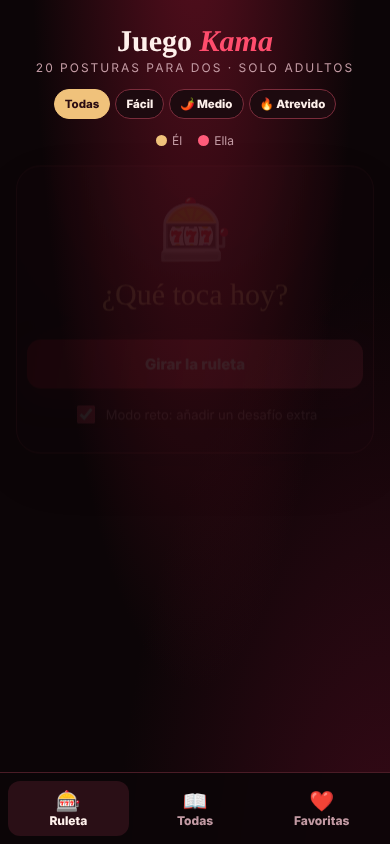 Juego Kama
20 POSTURAS PARA DOS · SOLO ADULTOS
Todas
Fácil
Medio
Atrevido
Él
Ella
¿Qué toca hoy?
Girar la ruleta
Modo reto: añadir un desafío extra
Ruleta
Todas
Favoritas